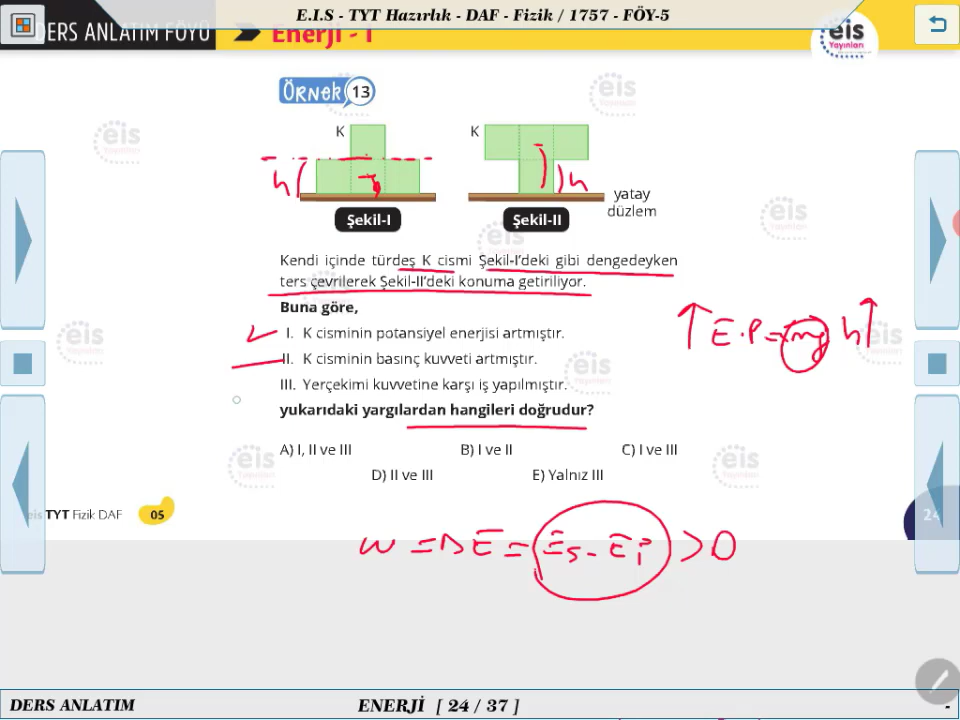 E.I.S - TYT Hazırlık - DAF - Fizik / 1757 - FÖY-5
DERS ANLATIM FÖYÜ
Enerji - I
eis
Yayınları
ÖRNEK 13
K
K
h
h
yatay
düzlem
Şekil-I
Şekil-II
Kendi içinde türdeş K cismi Şekil-I'deki gibi dengedeyken
ters çevrilerek Şekil-II'deki konuma getiriliyor.
Buna göre,
I. K cisminin potansiyel enerjisi artmıştır.
II. K cisminin basınç kuvveti artmıştır.
III. Yerçekimi kuvvetine karşı iş yapılmıştır.
yukarıdaki yargılardan hangileri doğrudur?
↑ E.P = mg h ↑
A) I, II ve III
B) I ve II
C) I ve III
D) II ve III
E) Yalnız III
eis TYT Fizik DAF 05
24
W = ΔE = Es - Ei > 0
DERS ANLATIM
ENERJİ [ 24 / 37 ]
-